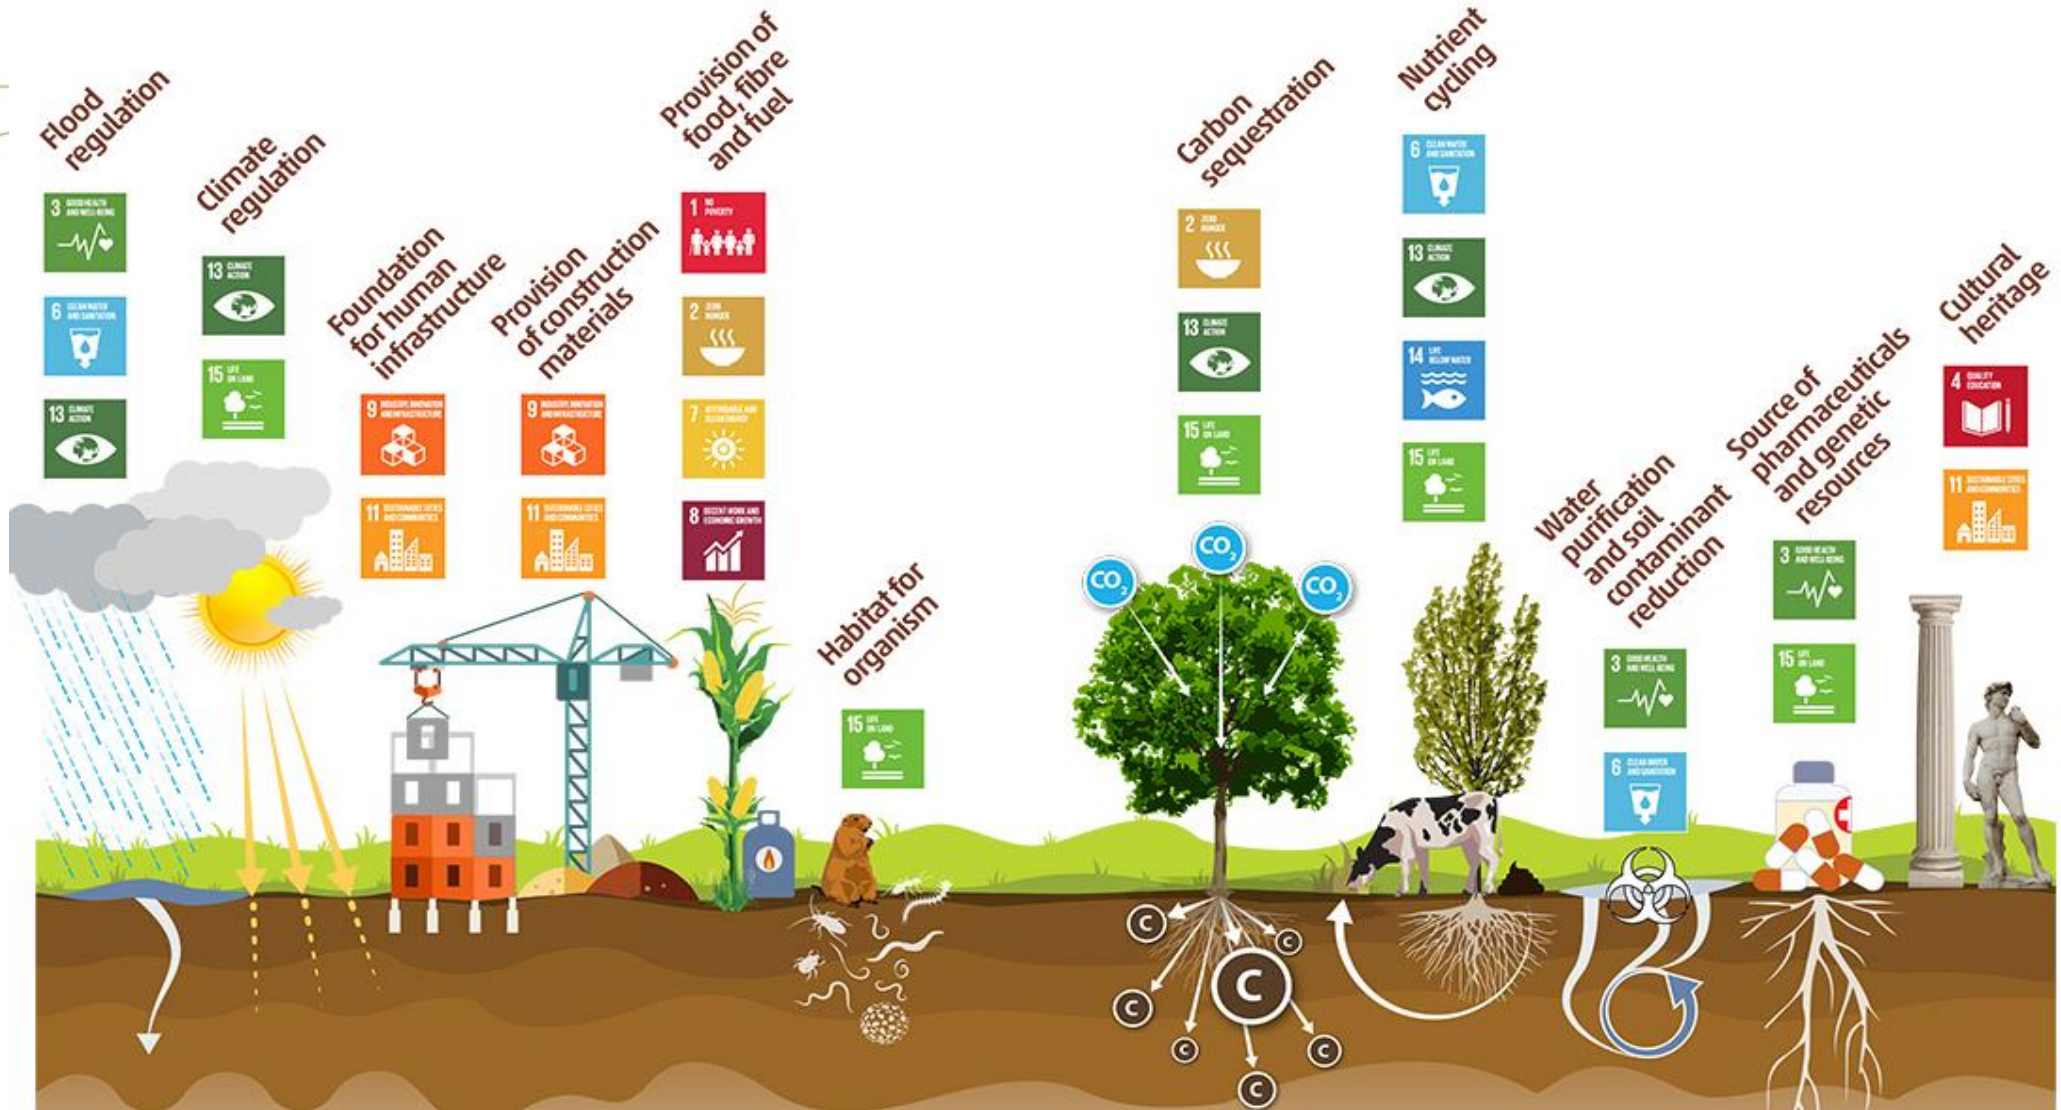 Flood
regulation
3 GOOD HEALTH
AND WELL-BEING
6 CLEAN WATER
AND SANITATION
13 CLIMATE
ACTION
Climate
regulation
13 CLIMATE
ACTION
15 LIFE
ON LAND
Foundation
for human
infrastructure
9 INDUSTRY, INNOVATION
AND INFRASTRUCTURE
11 SUSTAINABLE CITIES
AND COMMUNITIES
Provision
of construction
materials
9 INDUSTRY, INNOVATION
AND INFRASTRUCTURE
11 SUSTAINABLE CITIES
AND COMMUNITIES
Provision of
food, fibre
and fuel
1 NO
POVERTY
2 ZERO
HUNGER
7 AFFORDABLE AND
CLEAN ENERGY
8 DECENT WORK AND
ECONOMIC GROWTH
Habitat for
organism
15 LIFE
ON LAND
Carbon
sequestration
2 ZERO
HUNGER
13 CLIMATE
ACTION
15 LIFE
ON LAND
CO2
CO2
CO2
C
C
C
C
C
C
C
Nutrient
cycling
6 CLEAN WATER
AND SANITATION
13 CLIMATE
ACTION
14 LIFE
BELOW WATER
15 LIFE
ON LAND
Water
purification
and soil
contaminant
reduction
3 GOOD HEALTH
AND WELL-BEING
6 CLEAN WATER
AND SANITATION
Source of
pharmaceuticals
and genetic
resources
3 GOOD HEALTH
AND WELL-BEING
15 LIFE
ON LAND
Cultural
heritage
4 QUALITY
EDUCATION
11 SUSTAINABLE CITIES
AND COMMUNITIES